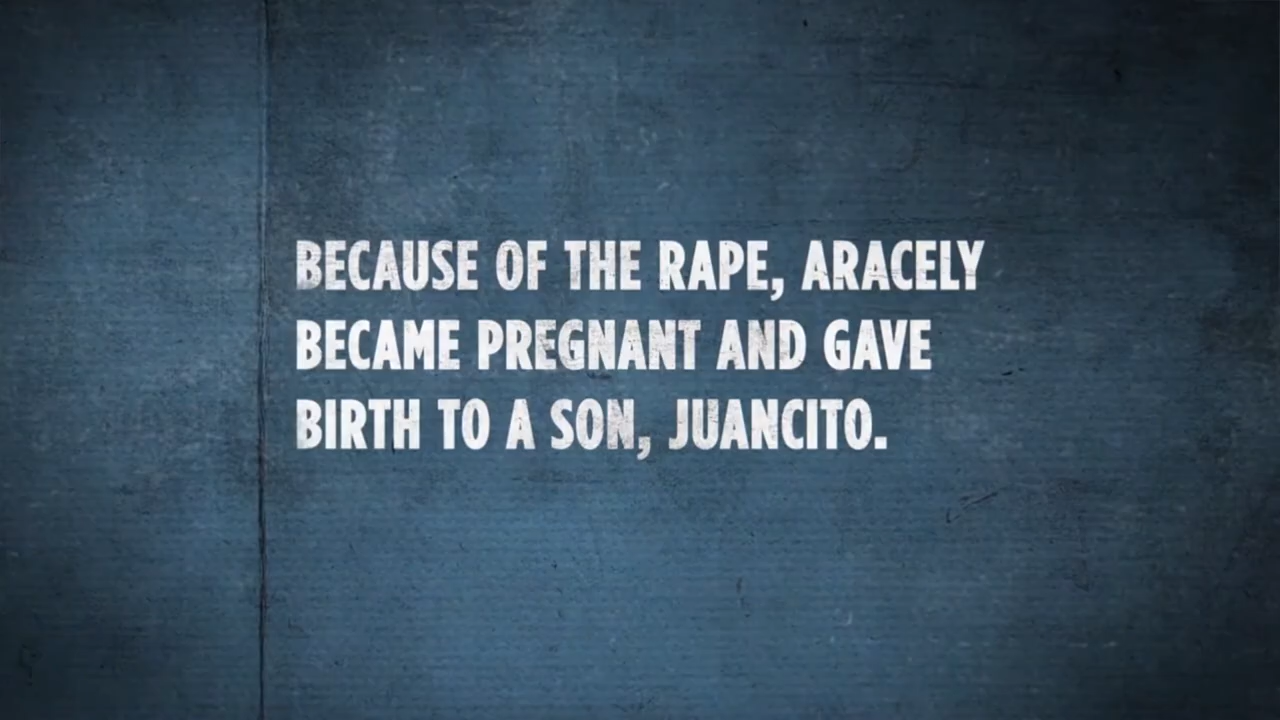 BECAUSE OF THE RAPE, ARACELY
BECAME PREGNANT AND GAVE
BIRTH TO A SON, JUANCITO.